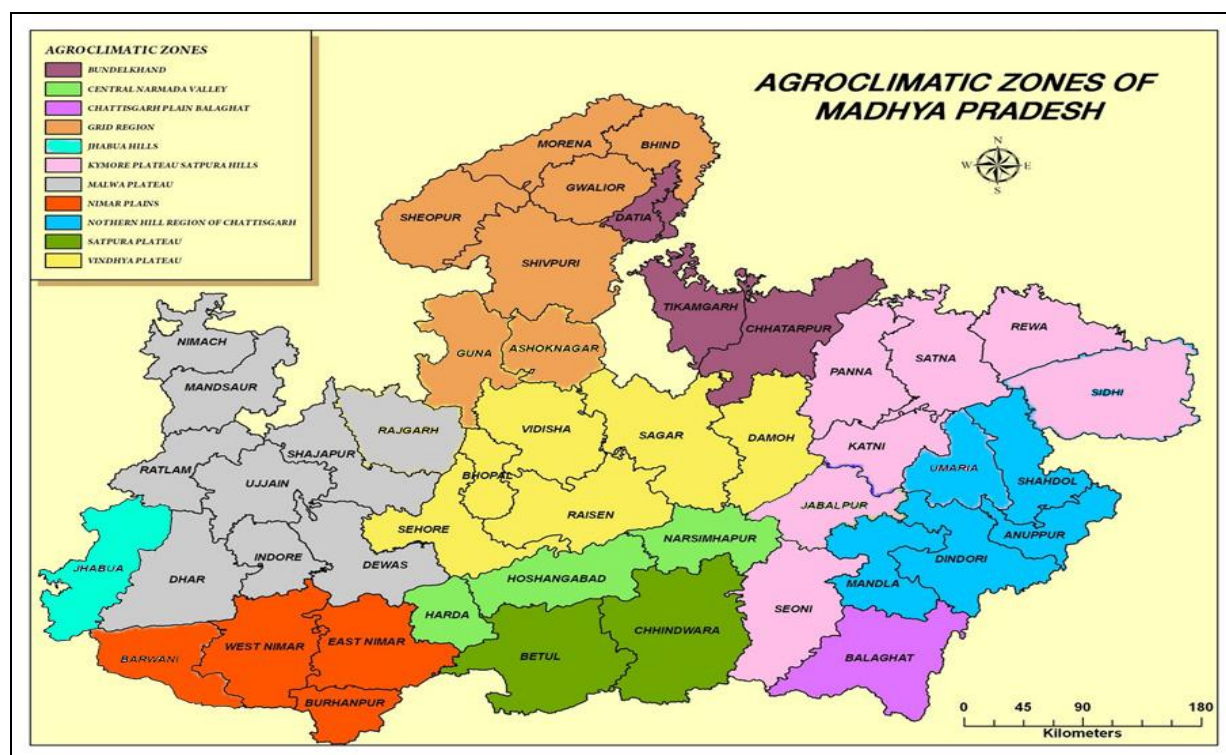 AGROCLIMATIC ZONES
BUNDELKHAND
CENTRAL NARMADA VALLEY
CHATTISGARH PLAIN BALAGHAT
GRID REGION
JHABUA HILLS
KYMORE PLATEAU SATPURA HILLS
MALWA PLATEAU
NIMAR PLAINS
NOTHERN HILL REGION OF CHATTISGARH
SATPURA PLATEAU
VINDHYA PLATEAU
AGROCLIMATIC ZONES OF
MADHYA PRADESH
N
W E
S
MORENA
BHIND
GWALIOR
SHEOPUR
DATIA
SHIVPURI
TIKAMGARH
CHHATARPUR
REWA
NIMACH
GUNA
ASHOKNAGAR
SATNA
PANNA
MANDSAUR
SIDHI
RAJGARH
VIDISHA
SAGAR
DAMOH
KATNI
SHAJAPUR
RATLAM
UJJAIN
BHOPAL
UMARIA
SHAHDOL
RAISEN
JABALPUR
SEHORE
NARSIMHAPUR
ANUPPUR
INDORE
DEWAS
DINDORI
JHABUA
DHAR
HOSHANGABAD
MANDLA
HARDA
SEONI
CHHINDWARA
WEST NIMAR
EAST NIMAR
BETUL
BARWANI
BALAGHAT
BURHANPUR
0 45 90 180
Kilometers